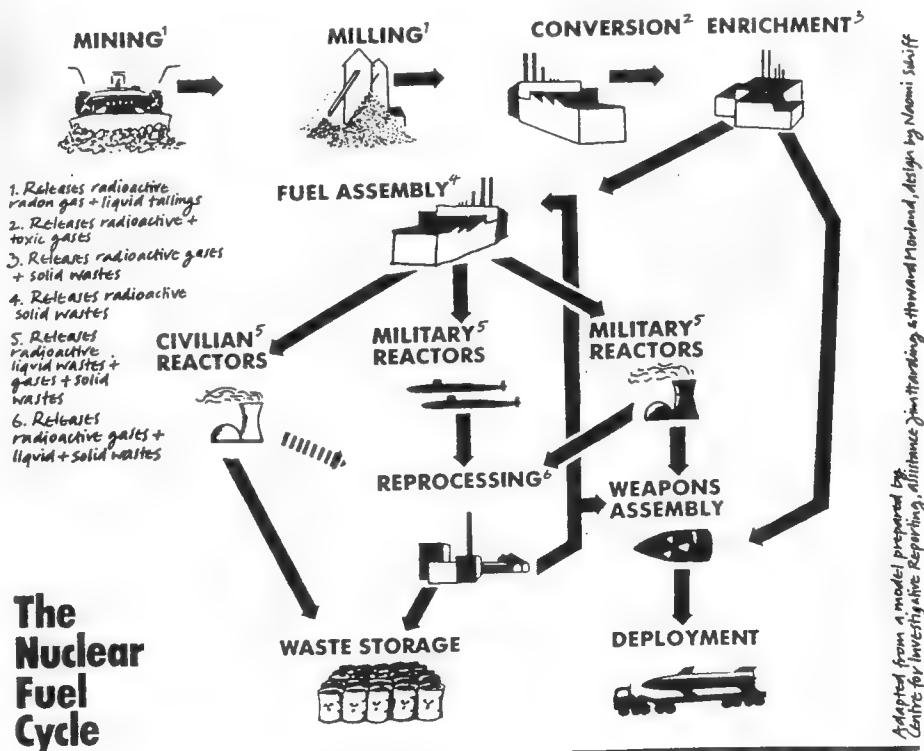 MINING¹
MILLING¹
CONVERSION²
ENRICHMENT³
1. Releases radioactive
radon gas + liquid tailings
2. Releases radioactive +
toxic gases
3. Releases radioactive gases
+ solid wastes
4. Releases radioactive
solid wastes
5. Releases
radioactive
liquid wastes +
gases + solid
wastes
6. Releases
radioactive gases +
liquid + solid wastes
FUEL ASSEMBLY⁴
CIVILIAN⁵
REACTORS
MILITARY⁵
REACTORS
MILITARY⁵
REACTORS
REPROCESSING⁶
WEAPONS
ASSEMBLY
WASTE STORAGE
DEPLOYMENT
The
Nuclear
Fuel
Cycle
Adapted from a model prepared by
Centre for Investigative Reporting, assistance Jim Harding + Howard Morland, design by Naomi Schiff